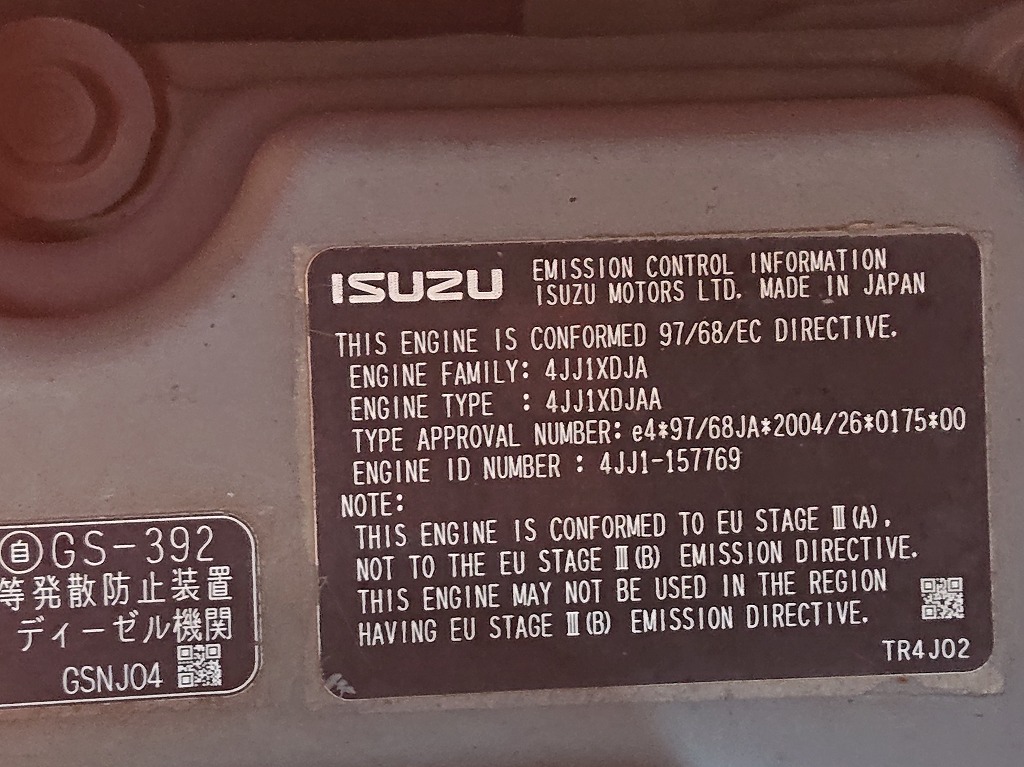 ISUZU EMISSION CONTROL INFORMATION
ISUZU MOTORS LTD. MADE IN JAPAN
THIS ENGINE IS CONFORMED 97/68/EC DIRECTIVE.
ENGINE FAMILY: 4JJ1XDJA
ENGINE TYPE : 4JJ1XDJAA
TYPE APPROVAL NUMBER: e4*97/68JA*2004/26*0175*00
ENGINE ID NUMBER : 4JJ1-157769
NOTE:
THIS ENGINE IS CONFORMED TO EU STAGE Ⅲ(A),
NOT TO THE EU STAGE Ⅲ(B) EMISSION DIRECTIVE.
THIS ENGINE MAY NOT BE USED IN THE REGION
HAVING EU STAGE Ⅲ(B) EMISSION DIRECTIVE.
TR4J02
自 GS-392
等発散防止装置
ディーゼル機関
GSNJ04